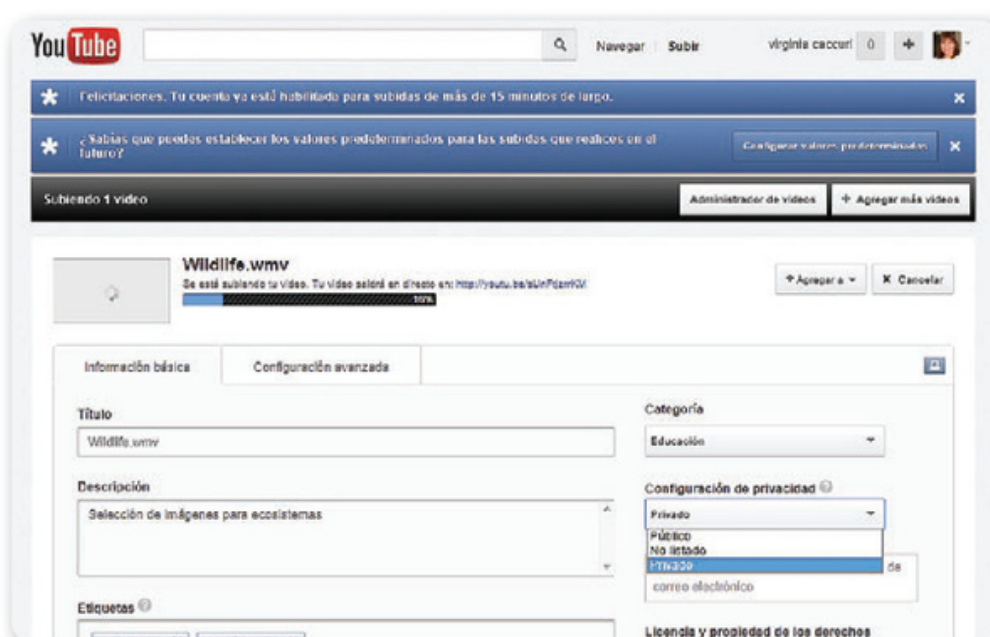 YouTube
Navegar Subir virginia caccuri 0 +
Felicitaciones. Tu cuenta ya está habilitada para subidas de más de 15 minutos de largo. x
¿Sabías que puedes establecer los valores predeterminados para las subidas que realices en el
futuro?
Configurar valores predeterminados x
Subiendo 1 video
Administrador de videos
+ Agregar más videos
Wildlife.wmv
Se está subiendo tu video. Tu video saldrá en directo en:
16%
+ Agregar a
x Cancelar
Información básica Configuración avanzada
Título
Wildlife.wmv
Descripción
Selección de imágenes para ecosistemas
Etiquetas
Categoría
Educación
Configuración de privacidad
Privado
Público
No listado
Privado
de
correo electrónico
Licencia y propiedad de los derechos